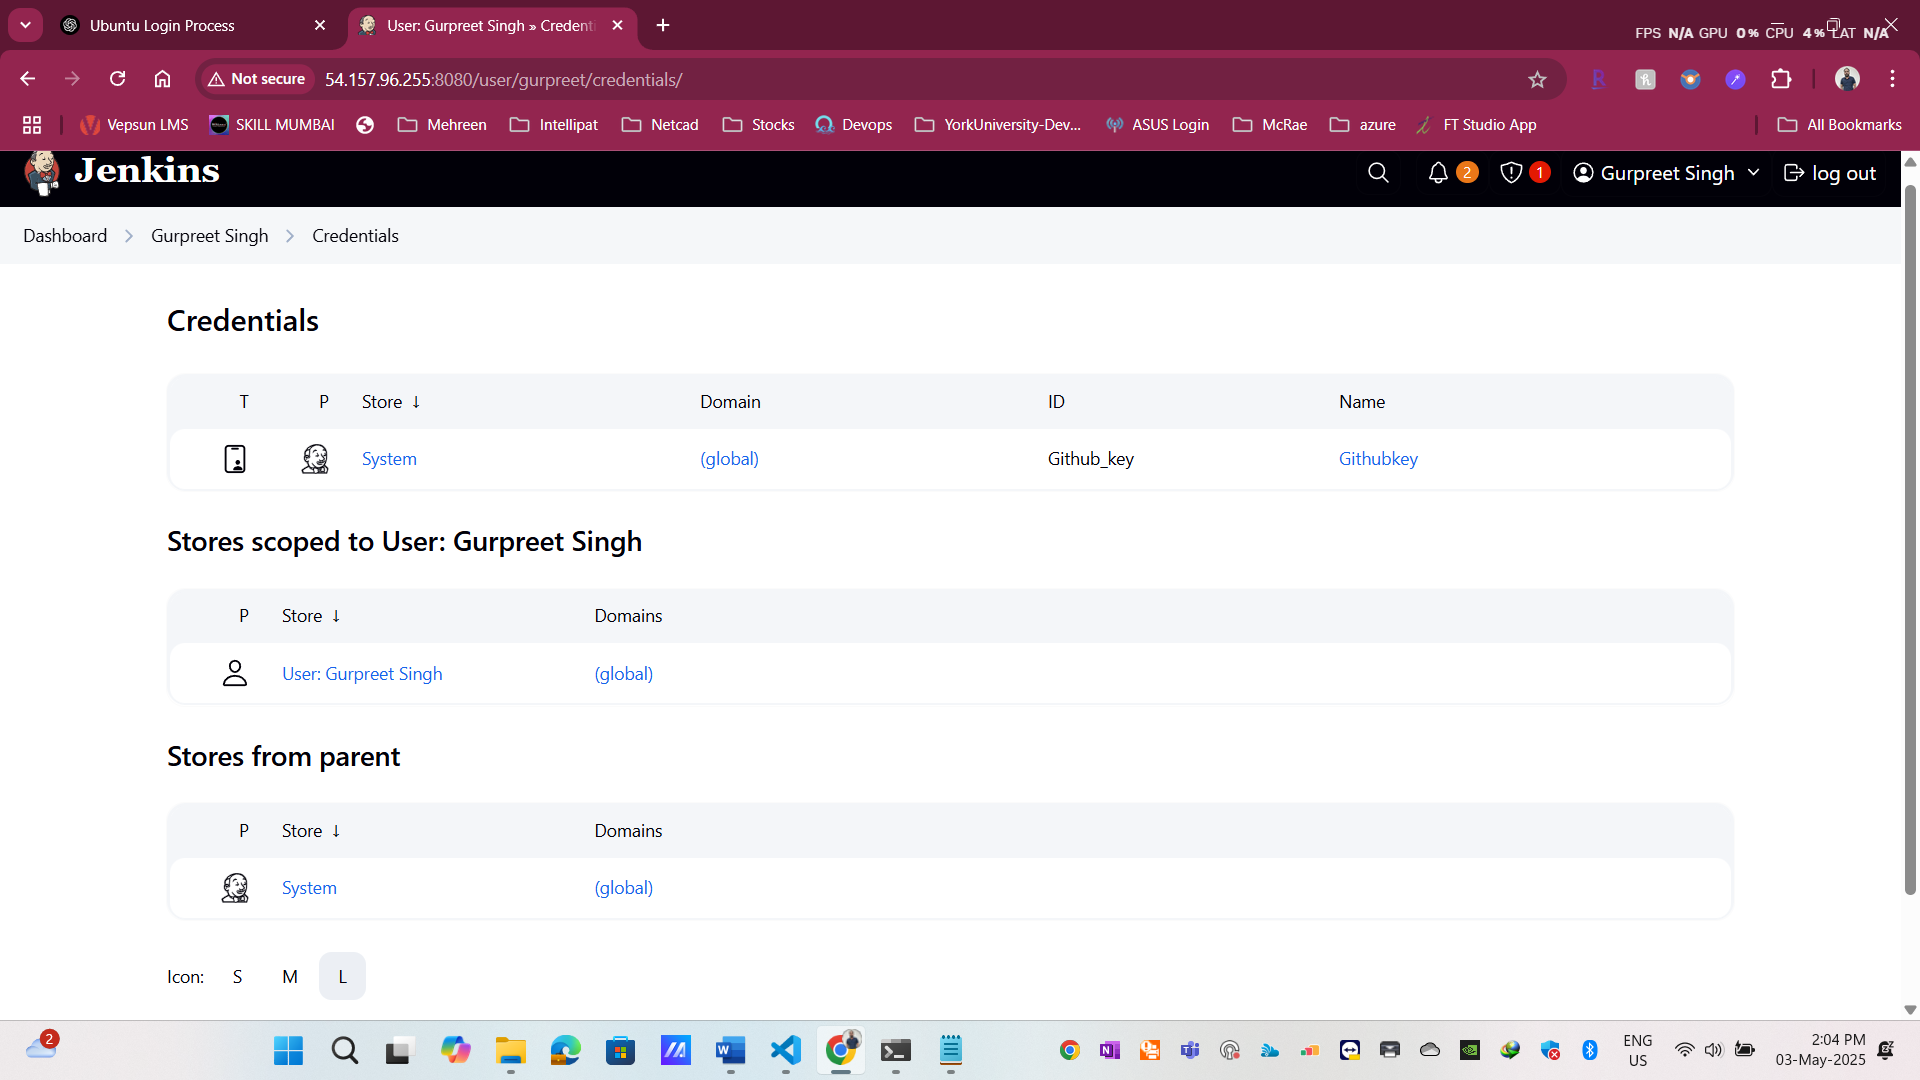 Ubuntu Login Process
User: Gurpreet Singh » Credenti
FPS N/A GPU 0% CPU 4% LAT N/A
Not secure 54.157.96.255:8080/user/gurpreet/credentials/
Vepsun LMS SKILL MUMBAI Mehreen Intellipat Netcad Stocks Devops YorkUniversity-Dev... ASUS Login McRae azure FT Studio App All Bookmarks
Jenkins 2 1 Gurpreet Singh log out
Dashboard Gurpreet Singh Credentials
Credentials
T P Store ↓ Domain ID Name
System (global) Github_key Githubkey
Stores scoped to User: Gurpreet Singh
P Store ↓ Domains
User: Gurpreet Singh (global)
Stores from parent
P Store ↓ Domains
System (global)
Icon: S M L
2
ENG
US
2:04 PM
03-May-2025